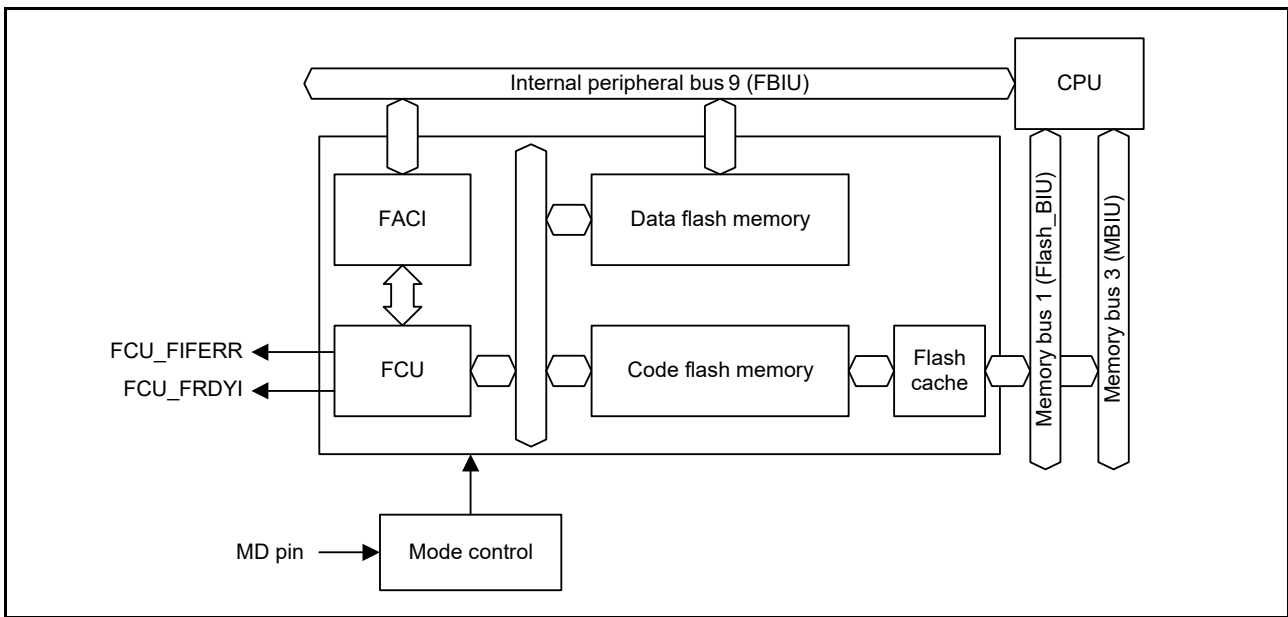 Internal peripheral bus 9 (FBIU)
CPU
FACI
Data flash memory
Memory bus 1 (Flash_BIU)
Memory bus 3 (MBIU)
FCU_FIFERR
FCU_FRDYI
FCU
Code flash memory
Flash
cache
MD pin
Mode control